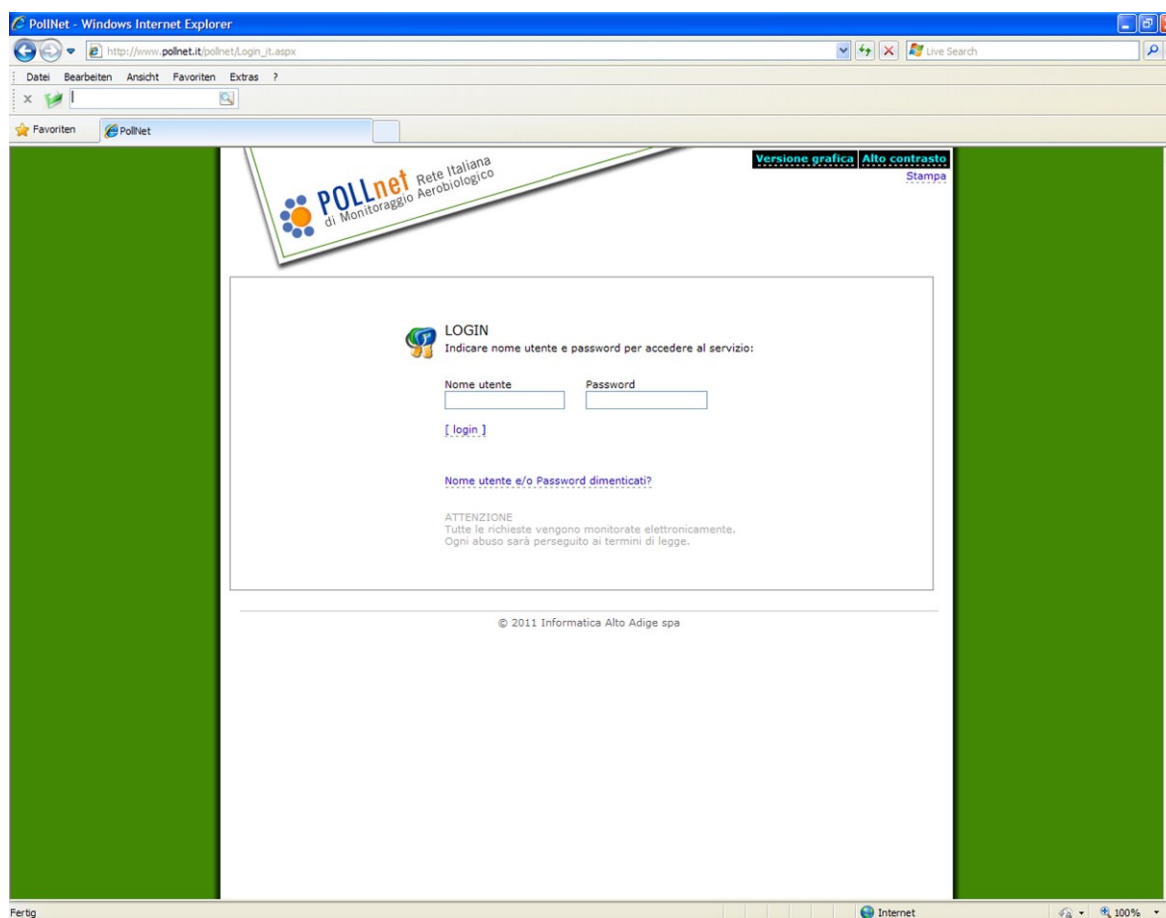 PollNet - Windows Internet Explorer
http://www.pollnet.it/pollnet/Login_it.aspx
Live Search
Datei Bearbeiten Ansicht Favoriten Extras ?
x
Favoriten PollNet
Versione grafica Alto contrasto
Stampa
POLLnet Rete Italiana
di Monitoraggio Aerobiologico
LOGIN
Indicare nome utente e password per accedere al servizio:
Nome utente Password
[ login ]
Nome utente e/o Password dimenticati?
ATTENZIONE
Tutte le richieste vengono monitorate elettronicamente.
Ogni abuso sarà perseguito ai termini di legge.
© 2011 Informatica Alto Adige spa
Fertig Internet 100%